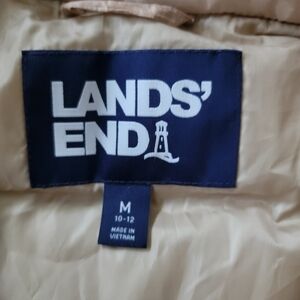 LANDS'
END
M
10-12
MADE IN
VIETNAM